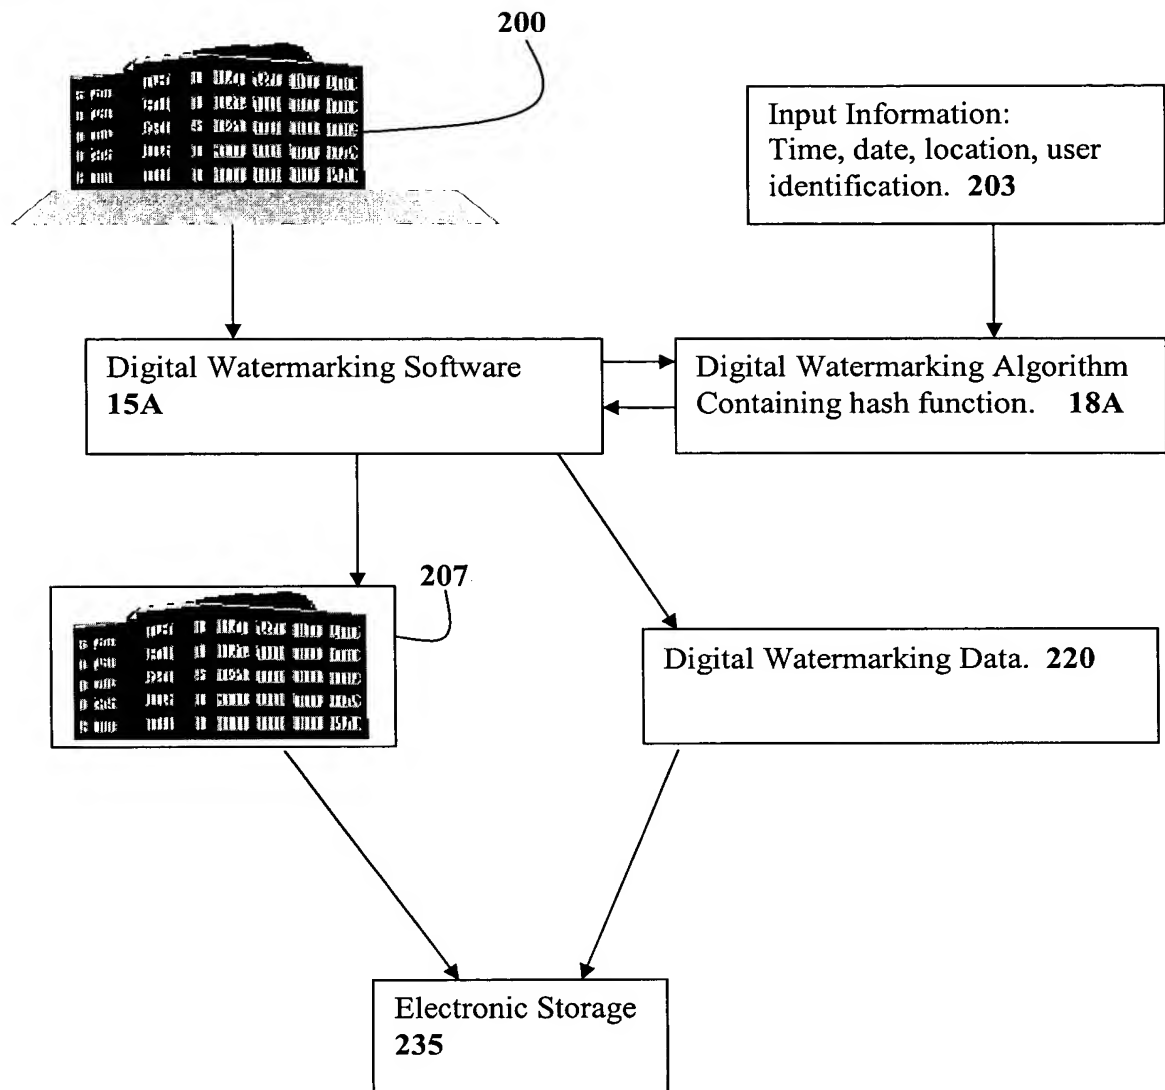 200
Input Information:
Time, date, location, user
identification. 203
Digital Watermarking Software
15A
Digital Watermarking Algorithm
Containing hash function. 18A
207
Digital Watermarking Data. 220
Electronic Storage
235